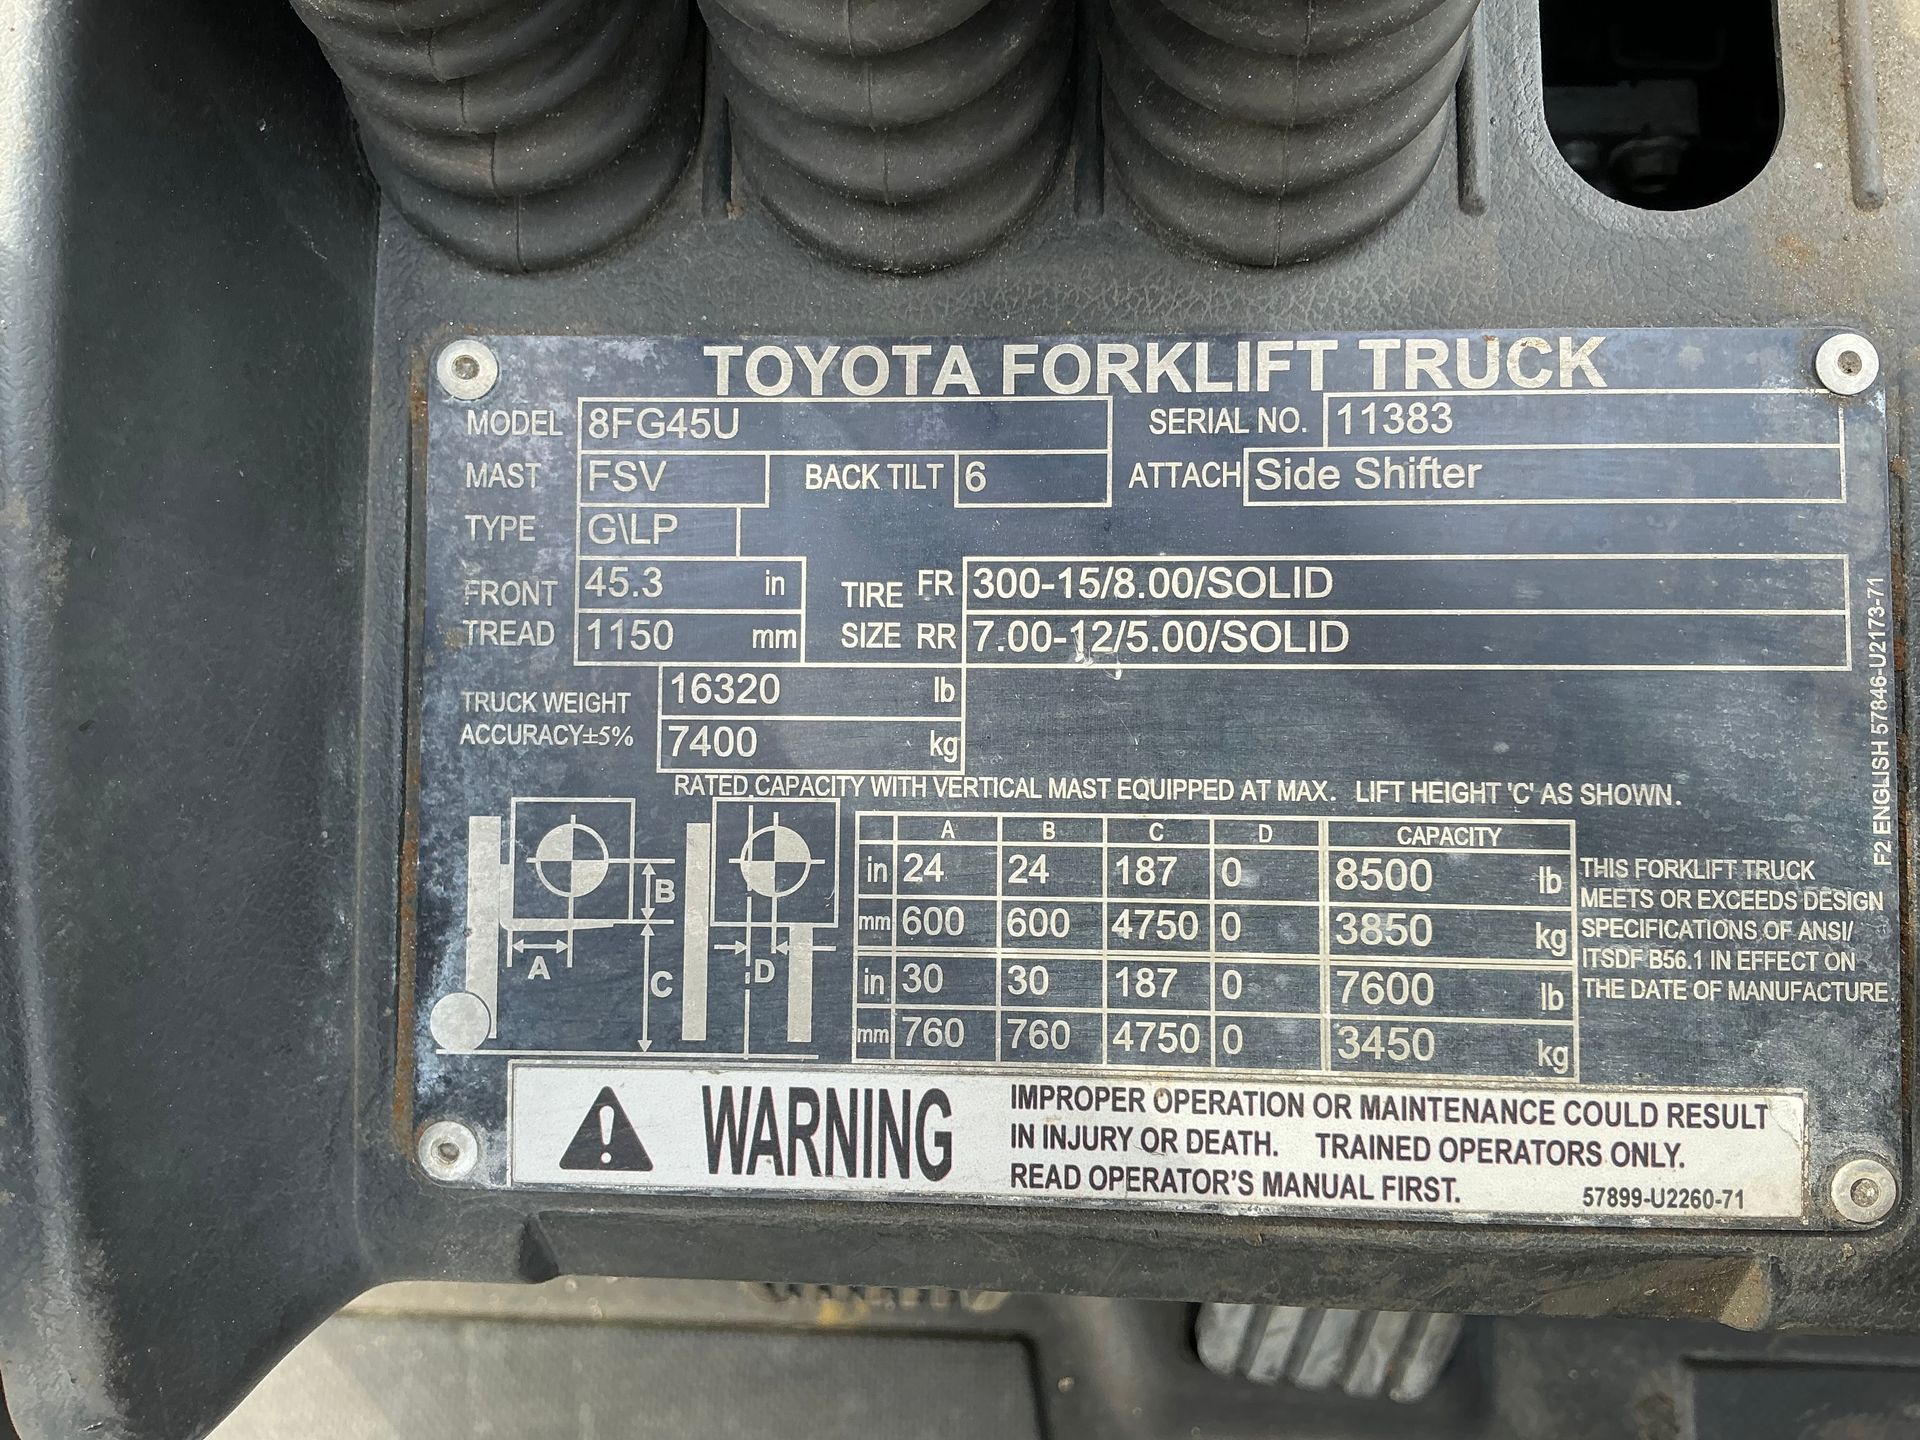 TOYOTA FORKLIFT TRUCK
MODEL 8FG45U SERIAL NO. 11383
MAST FSV BACK TILT 6 ATTACH Side Shifter
TYPE G\LP
FRONT 45.3 in TIRE FR 300-15/8.00/SOLID
TREAD 1150 mm SIZE RR 7.00-12/5.00/SOLID
TRUCK WEIGHT 16320 lb
ACCURACY±5% 7400 kg
RATED CAPACITY WITH VERTICAL MAST EQUIPPED AT MAX. LIFT HEIGHT 'C' AS SHOWN.
A B C D CAPACITY
in 24 24 187 0 8500 lb
mm 600 600 4750 0 3850 kg
in 30 30 187 0 7600 lb
mm 760 760 4750 0 3450 kg
B
A
C
D
THIS FORKLIFT TRUCK
MEETS OR EXCEEDS DESIGN
SPECIFICATIONS OF ANSI/
ITSDF B56.1 IN EFFECT ON
THE DATE OF MANUFACTURE.
F2 ENGLISH 57846-U2173-71
WARNING
IMPROPER OPERATION OR MAINTENANCE COULD RESULT
IN INJURY OR DEATH. TRAINED OPERATORS ONLY.
READ OPERATOR'S MANUAL FIRST. 57899-U2260-71